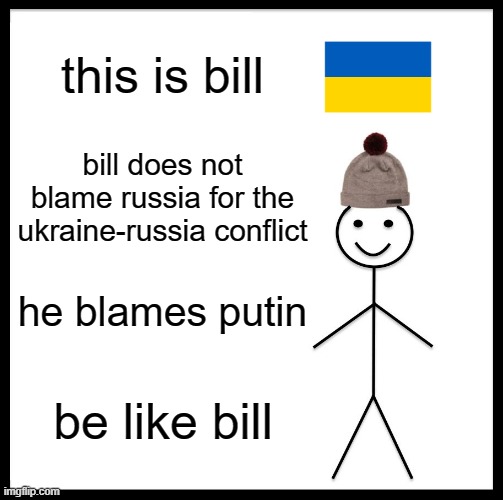 this is bill
bill does not
blame russia for the
ukraine-russia conflict
he blames putin
be like bill
imgflip.com